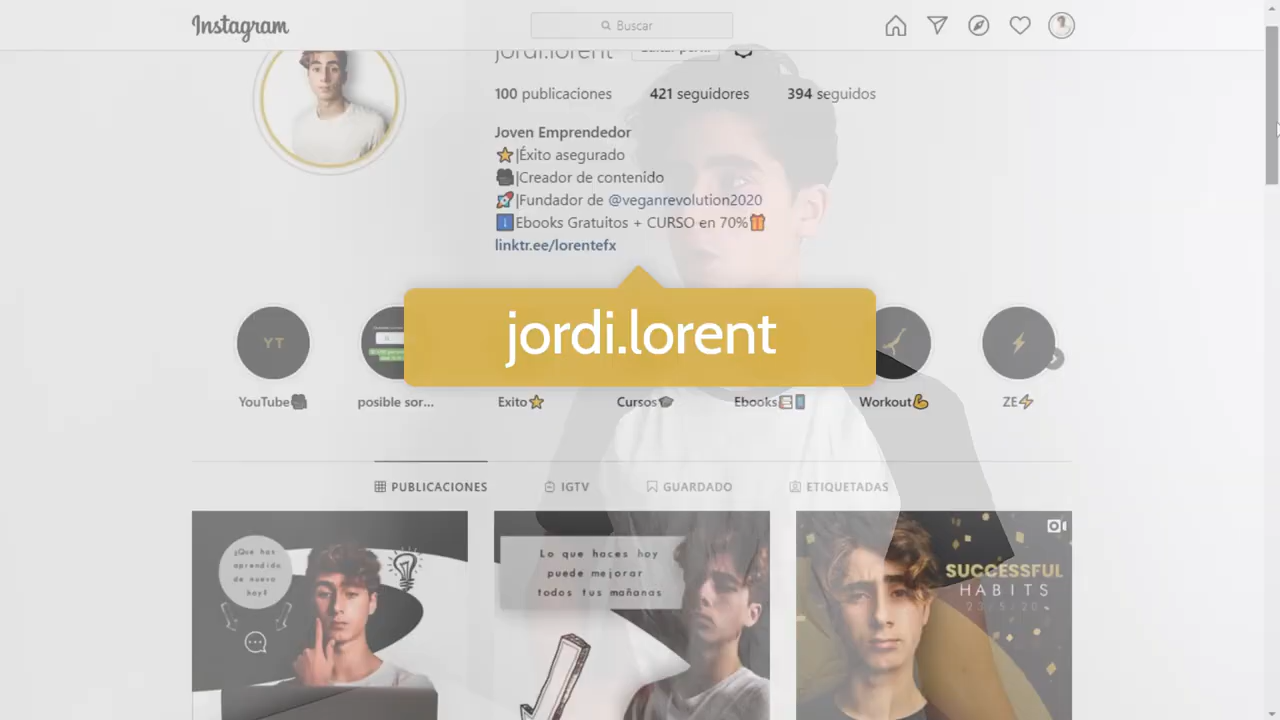 Instagram
Buscar
jordi.lorent Editar perfil
100 publicaciones 421 seguidores 394 seguidos
Joven Emprendedor
⭐|Éxito asegurado
🎥|Creador de contenido
🚀|Fundador de @veganrevolution2020
⬇️Ebooks Gratuitos + CURSO en 70%🎁
linktr.ee/lorentefx
jordi.lorent
YT
YouTube🎥 posible sor... Exito⭐ Cursos🎓 Ebooks📚📱 Workout💪 ZE⚡
PUBLICACIONES IGTV GUARDADO ETIQUETADAS
¿Que has
aprendido
de nuevo
hoy?
Lo que haces hoy
puede mejorar
todos tus mañanas
SUCCESSFUL
HABITS